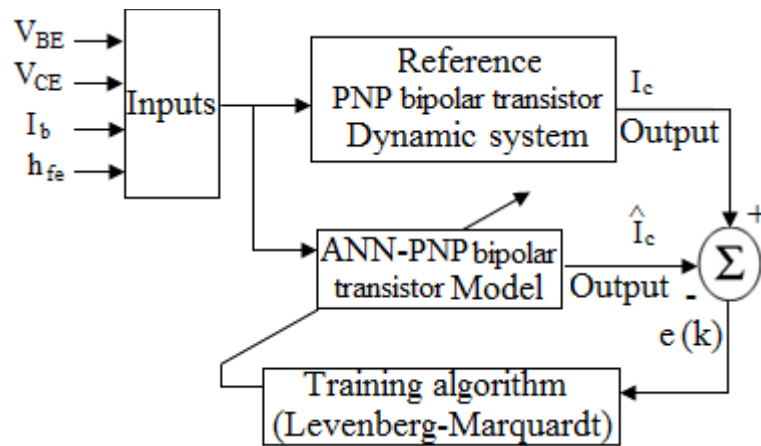 V_BE
V_CE
I_b
h_fe
Inputs
Reference
PNP bipolar transistor
Dynamic system
I_c
Output
+
ANN-PNP bipolar
transistor Model
Î_c
Output
-
Σ
e(k)
Training algorithm
(Levenberg-Marquardt)